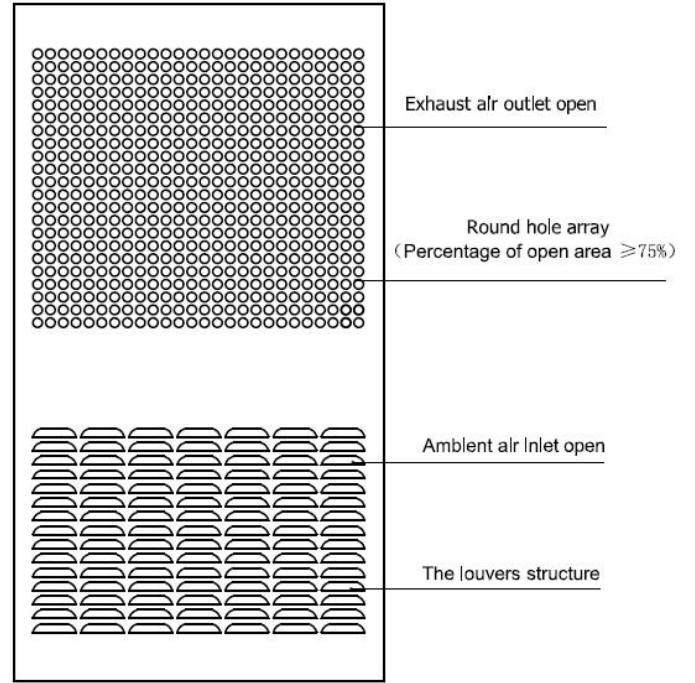 Exhaust air outlet open
Round hole array
（Percentage of open area ≥75%）
Ambient air Inlet open
The louvers structure